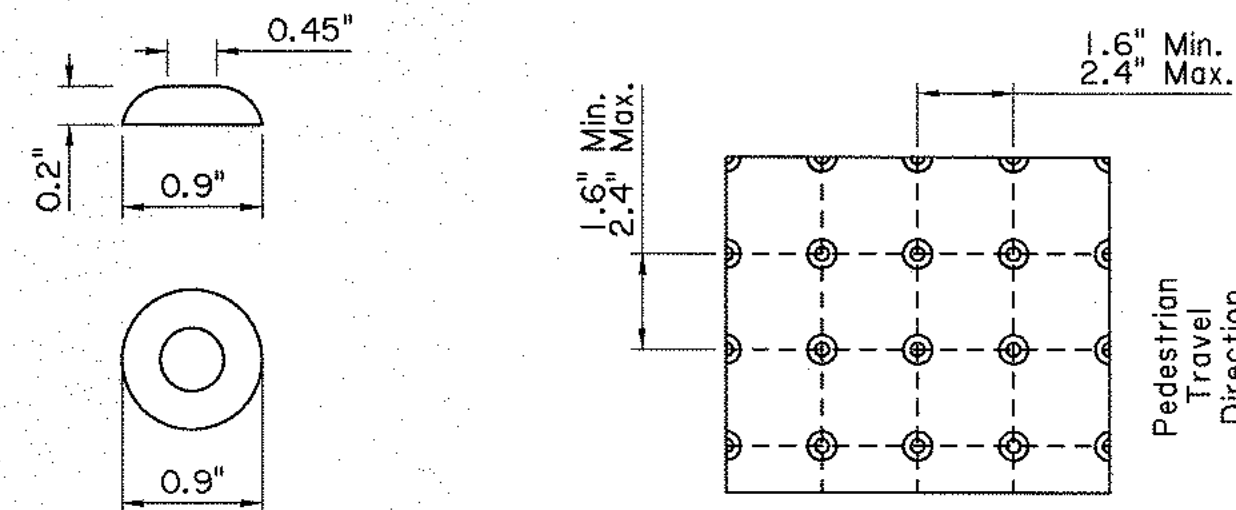 0.45"
0.2"
0.9"
0.9"
1.6" Min.
2.4" Max.
1.6" Min.
2.4" Max.
Pedestrian
Travel
Direction